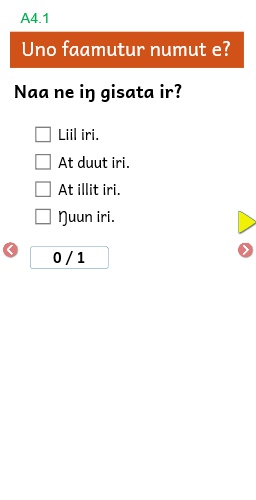 A4.1
Uno faamutur numut e?
Naa ne iŋ gisata ir?
Liil iri.
At duut iri.
At illit iri.
Ŋuun iri.
0 / 1